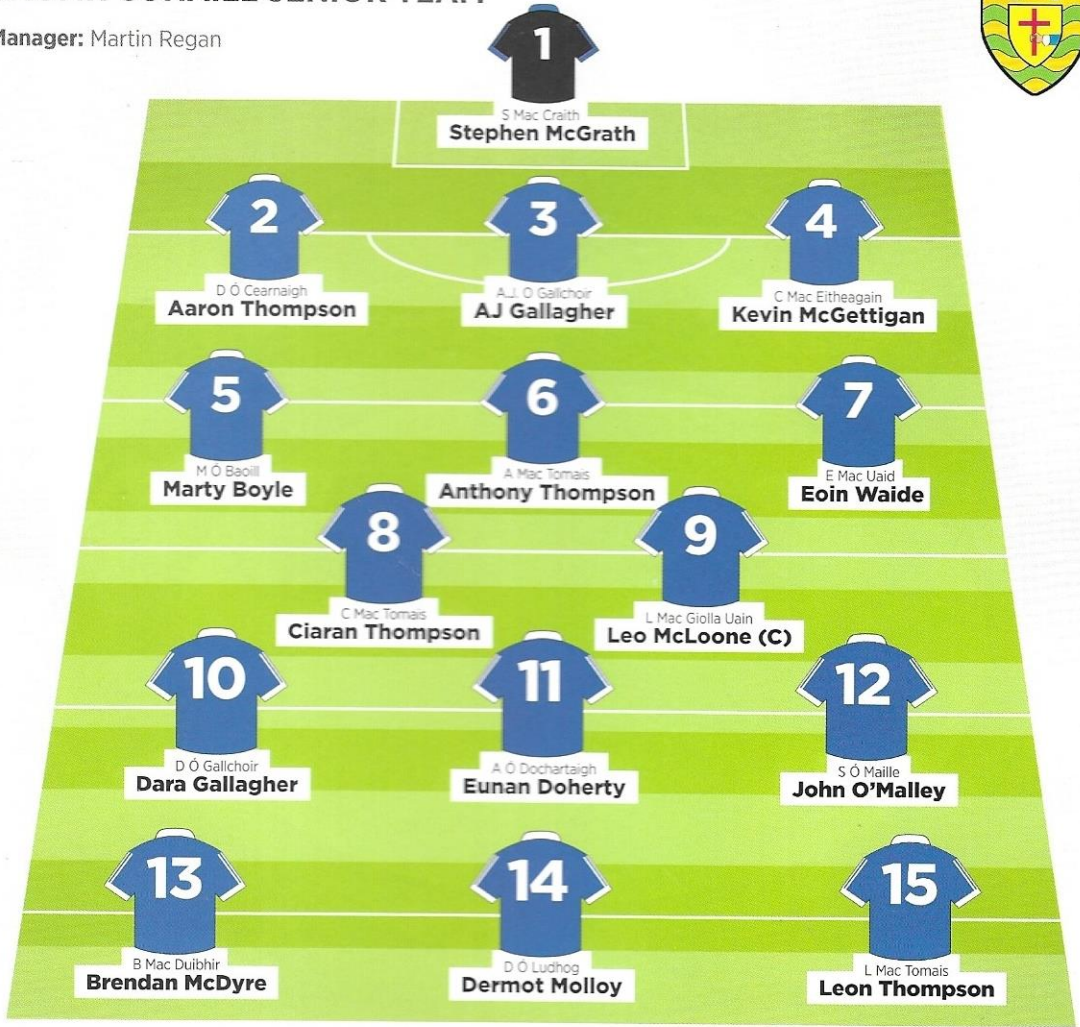 SENIOR TEAM
Manager: Martin Regan
1
S Mac Craith
Stephen McGrath
2
3
4
D Ó Cearnaigh
Aaron Thompson
A.J. O Gallchoir
AJ Gallagher
C Mac Eitheagain
Kevin McGettigan
5
6
7
M Ó Baoill
Marty Boyle
A Mac Tomais
Anthony Thompson
E Mac Uaid
Eoin Waide
8
9
C Mac Tomais
Ciaran Thompson
L Mac Giolla Uain
Leo McLoone (C)
10
11
12
D Ó Gallchoir
Dara Gallagher
A Ó Dochartaigh
Eunan Doherty
S Ó Maille
John O’Malley
13
14
15
B Mac Duibhir
Brendan McDyre
D Ó Ludhog
Dermot Molloy
L Mac Tomais
Leon Thompson